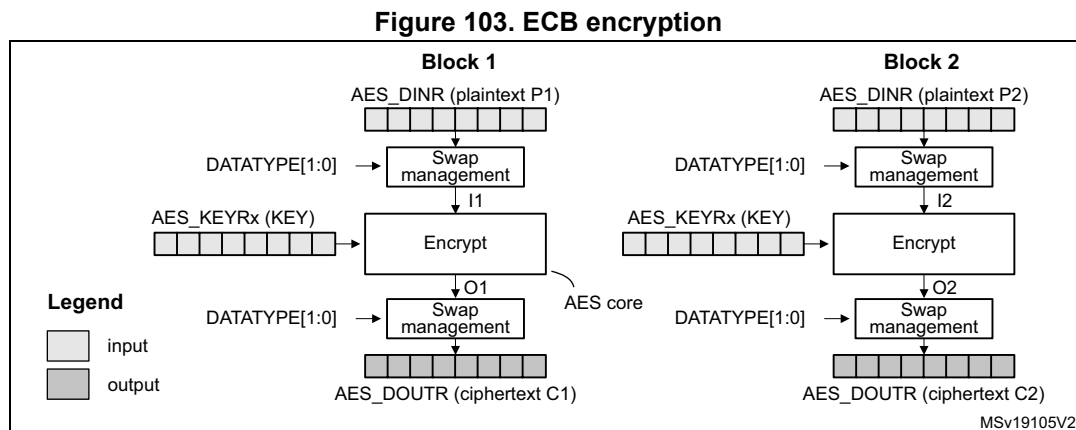 Figure 103. ECB encryption
Block 1
Block 2
AES_DINR (plaintext P1)
AES_DINR (plaintext P2)
DATATYPE[1:0]
Swap
management
DATATYPE[1:0]
Swap
management
I1
I2
AES_KEYRx (KEY)
Encrypt
AES_KEYRx (KEY)
Encrypt
O1
O2
AES core
Legend
DATATYPE[1:0]
Swap
management
DATATYPE[1:0]
Swap
management
input
output
AES_DOUTR (ciphertext C1)
AES_DOUTR (ciphertext C2)
MSv19105V2